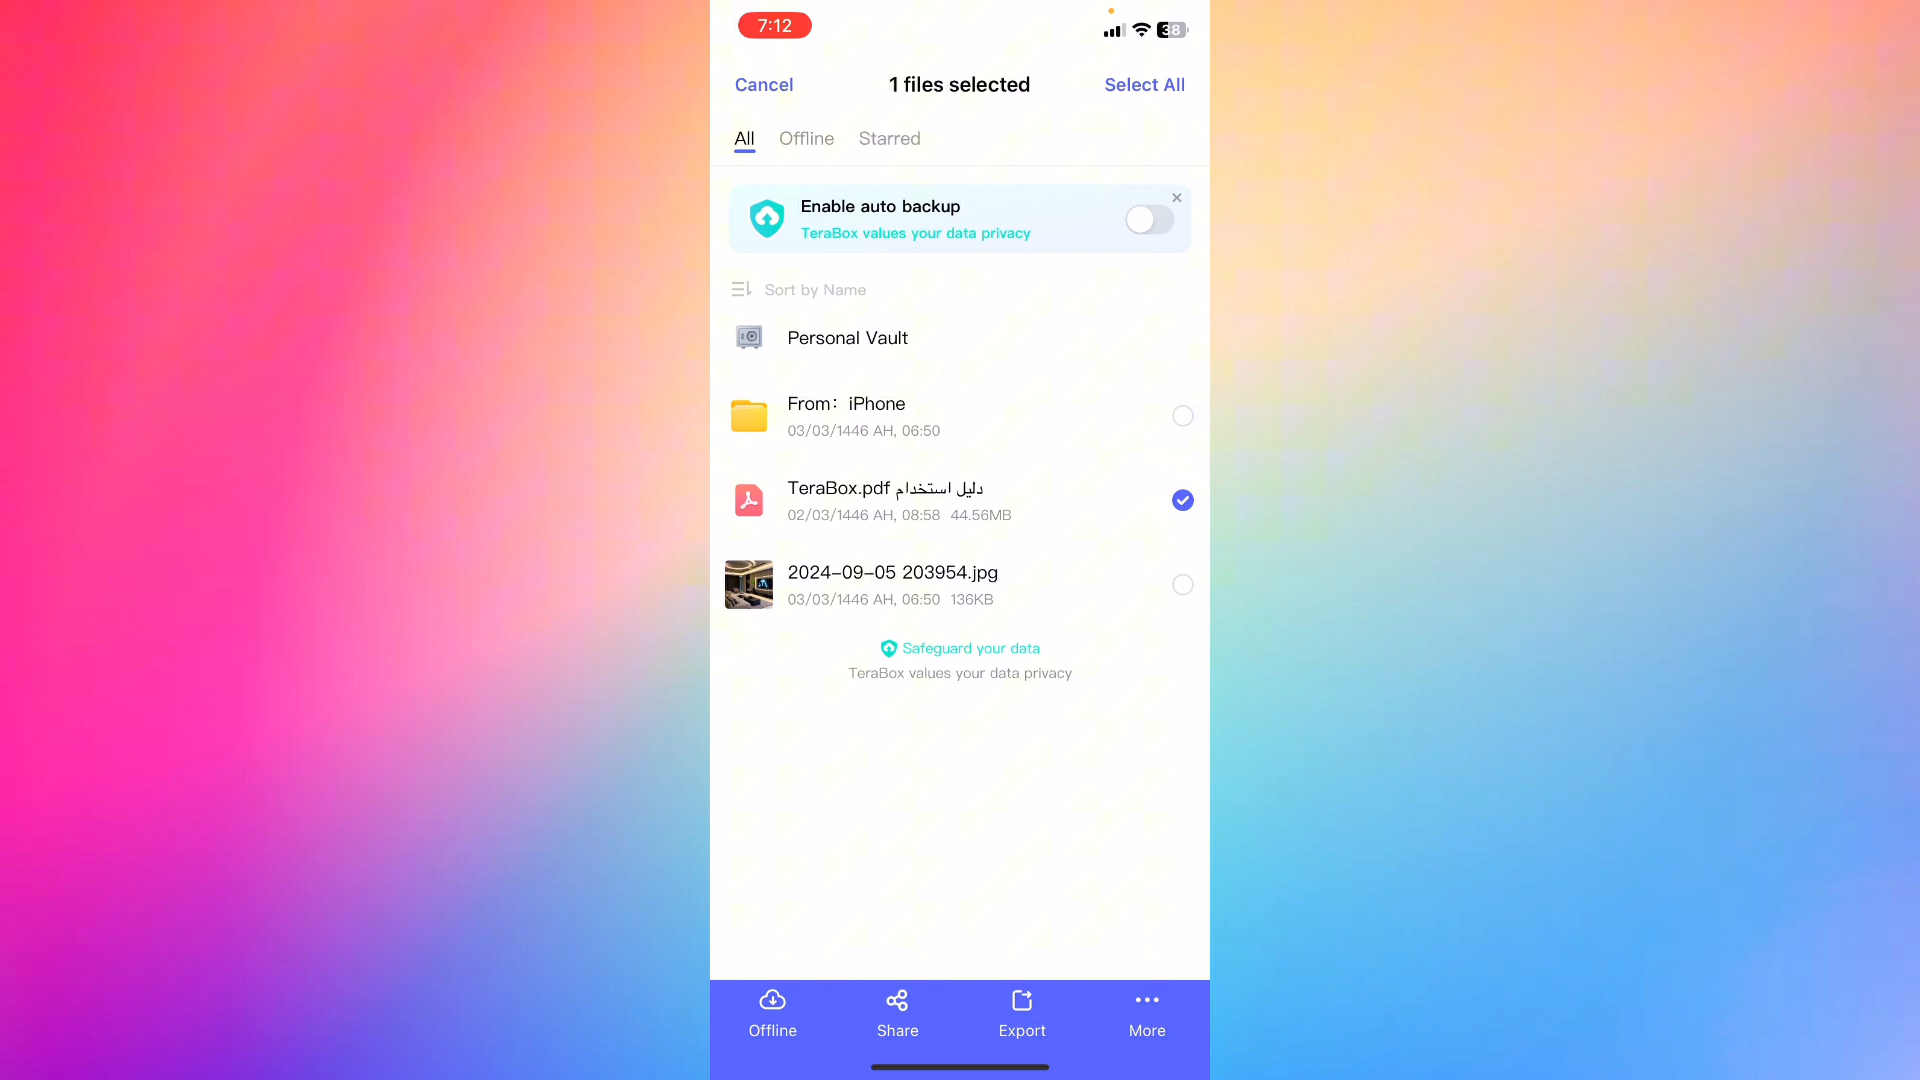 7:12
38
Cancel
1 files selected
Select All
All
Offline
Starred
Enable auto backup
TeraBox values your data privacy
Sort by Name
Personal Vault
From：iPhone
03/03/1446 AH, 06:50
TeraBox.pdf دليل استخدام
02/03/1446 AH, 08:58 44.56MB
2024-09-05 203954.jpg
03/03/1446 AH, 06:50 136KB
Safeguard your data
TeraBox values your data privacy
Offline
Share
Export
More